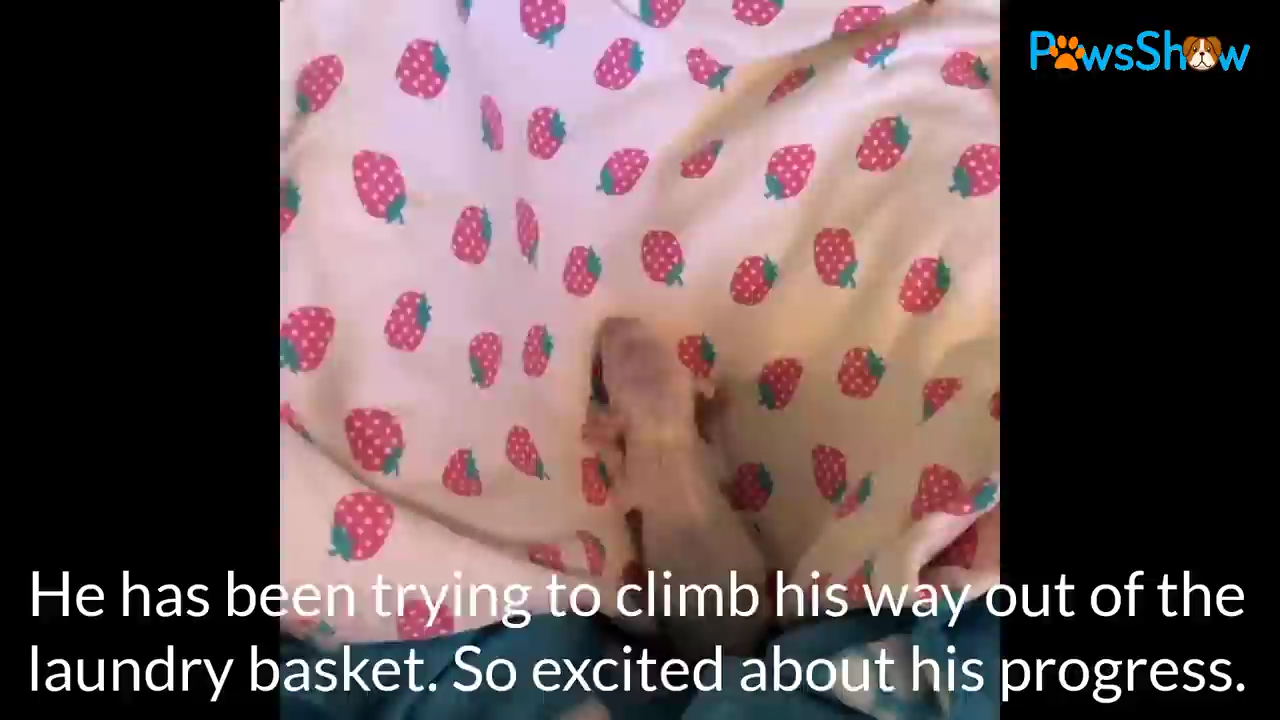 PawsShow
He has been trying to climb his way out of the
laundry basket. So excited about his progress.